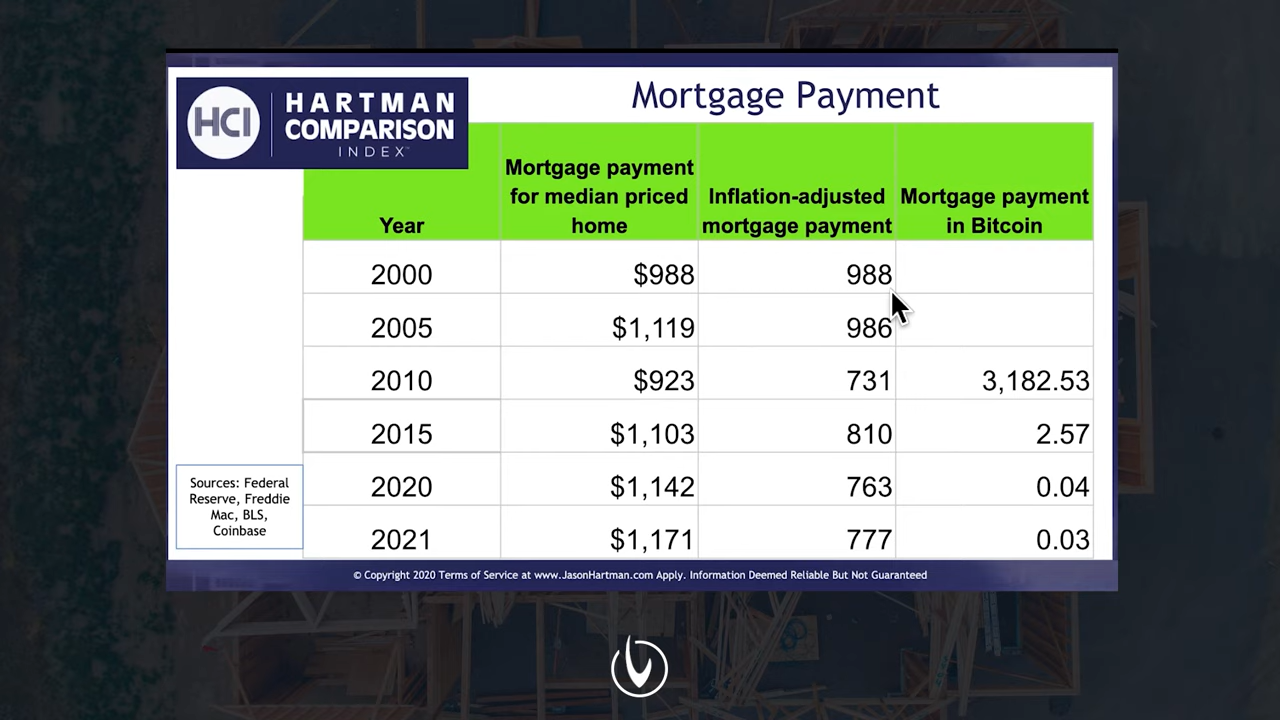 HCI
HARTMAN
COMPARISON
INDEX™
Mortgage Payment
Year
Mortgage payment
for median priced
home
Inflation-adjusted
mortgage payment
Mortgage payment
in Bitcoin
2000 $988 988
2005 $1,119 986
2010 $923 731 3,182.53
2015 $1,103 810 2.57
2020 $1,142 763 0.04
2021 $1,171 777 0.03
Sources: Federal
Reserve, Freddie
Mac, BLS,
Coinbase
© Copyright 2020 Terms of Service at www.JasonHartman.com Apply. Information Deemed Reliable But Not Guaranteed